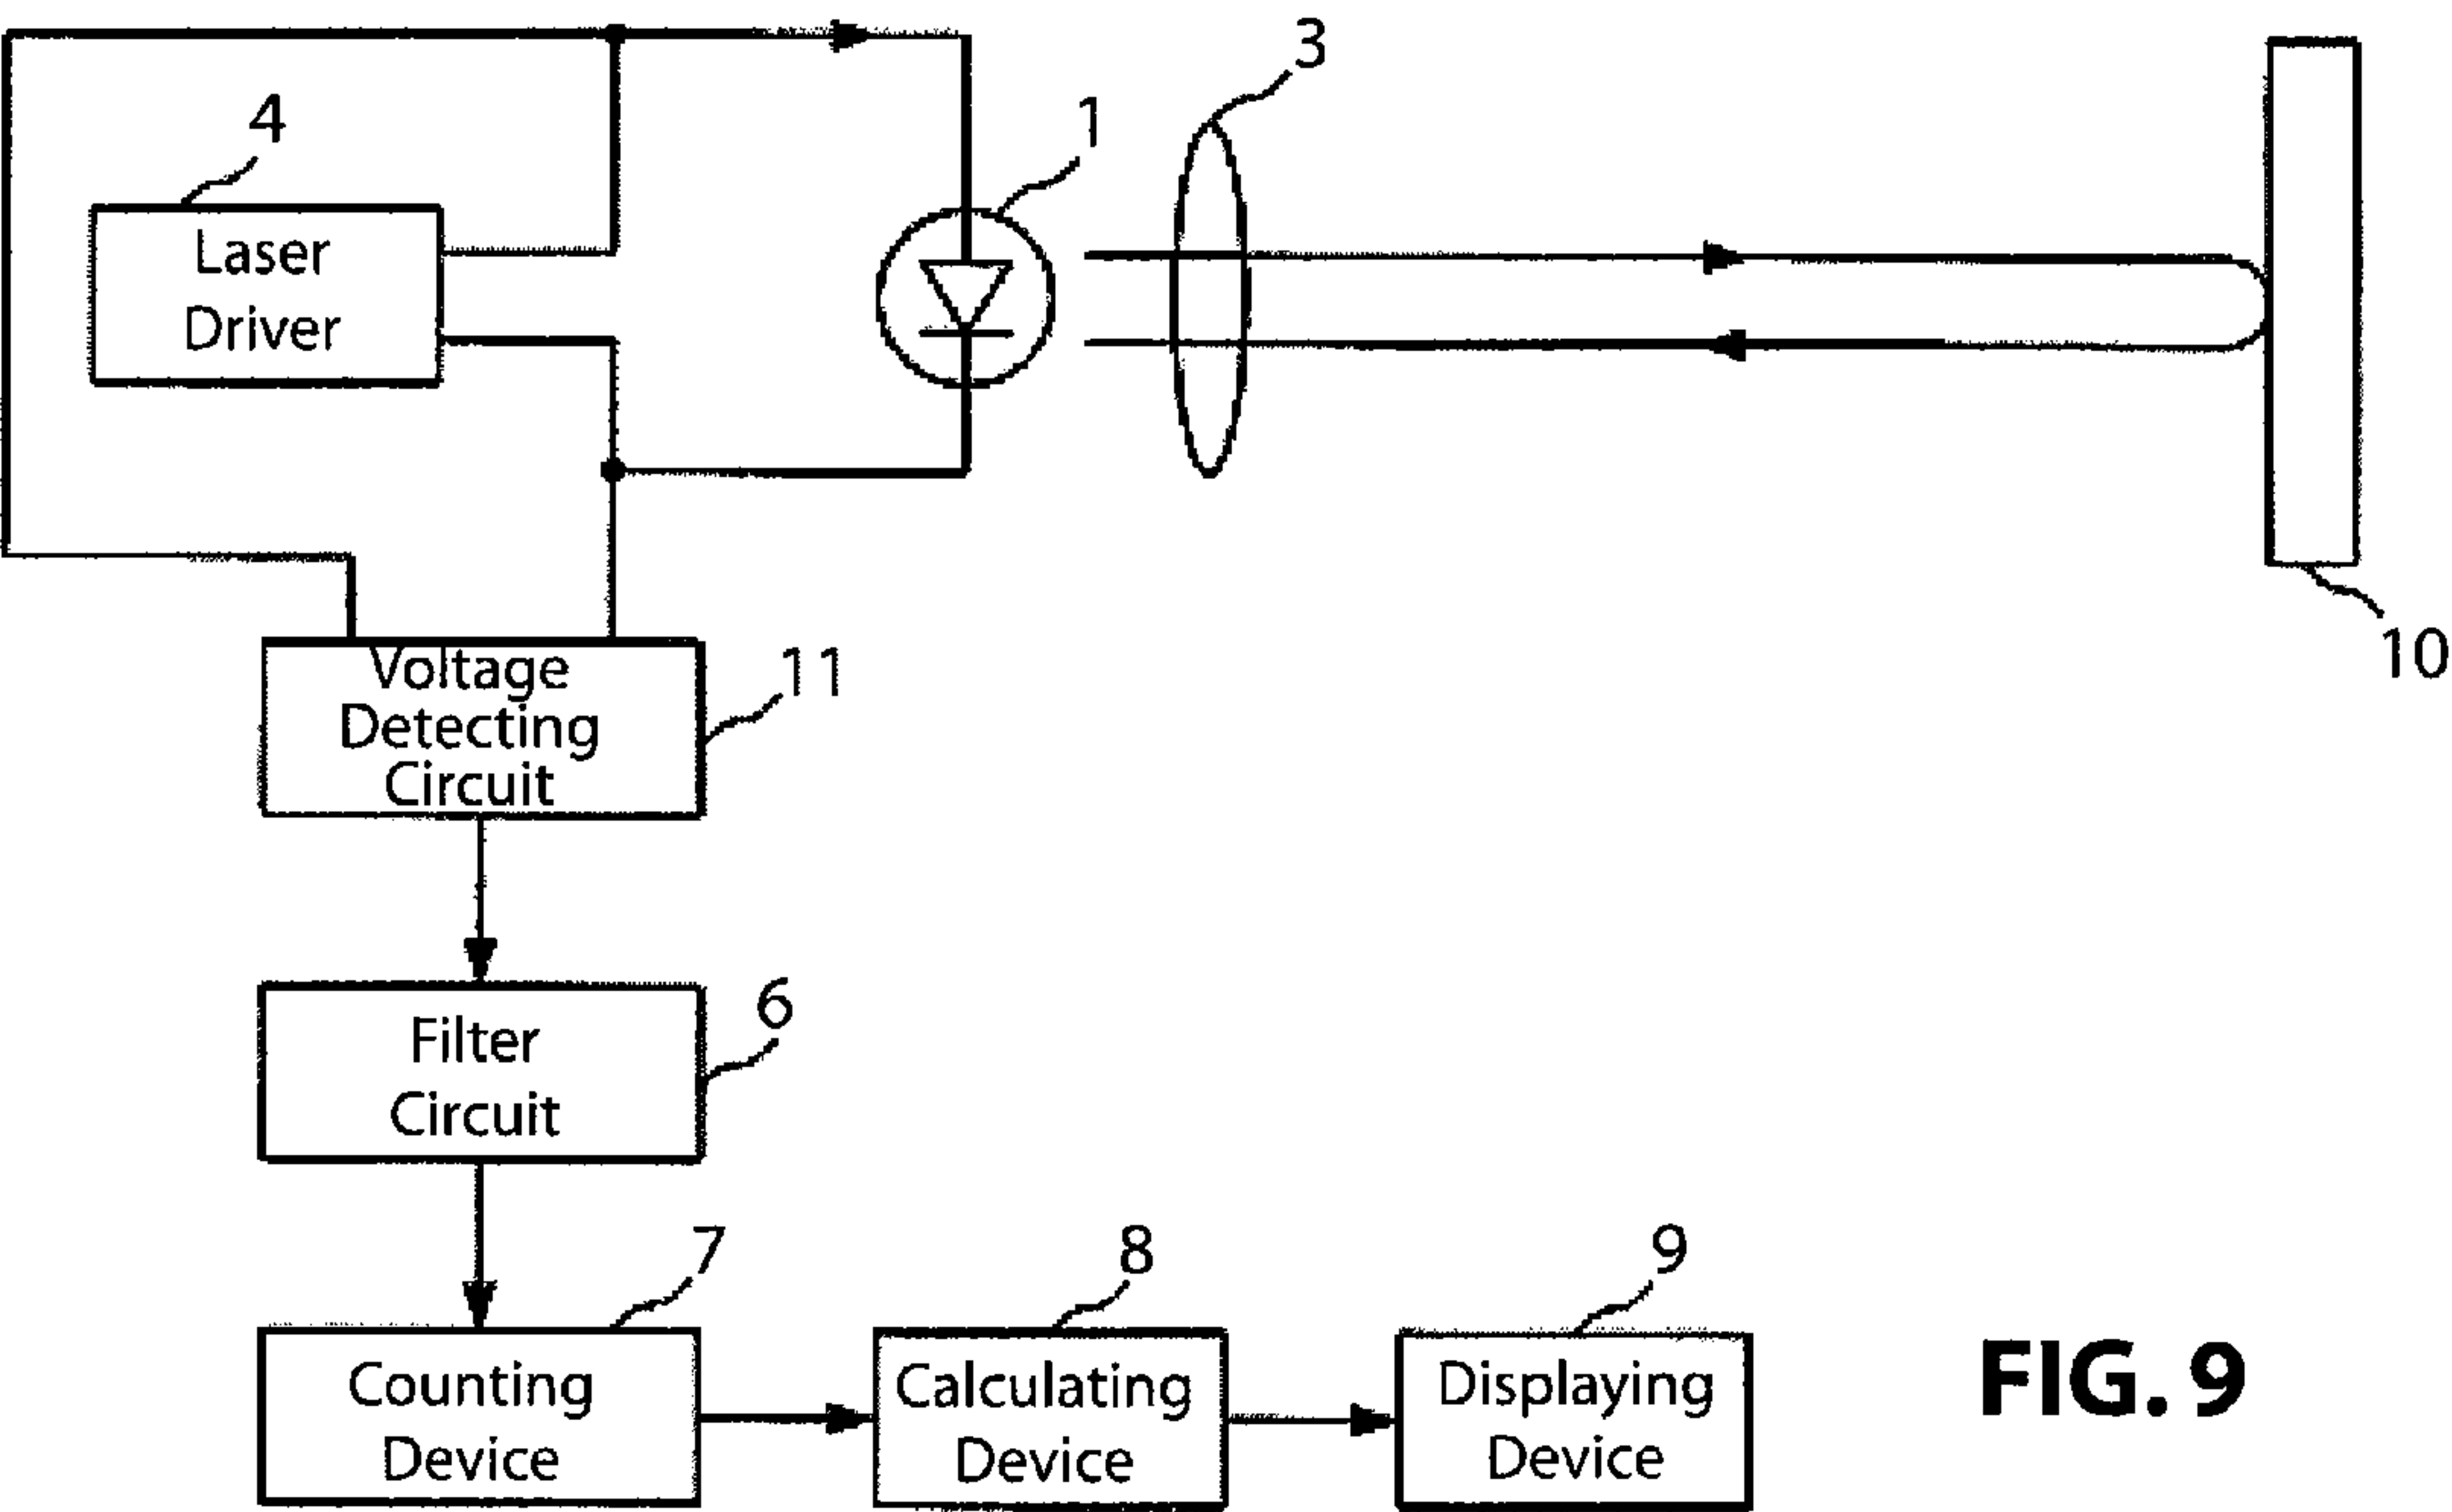 3
1
4
Laser
Driver
10
Voltage
Detecting
Circuit
11
Filter
Circuit
6
7
8
9
Counting
Device
Calculating
Device
Displaying
Device
FIG. 9